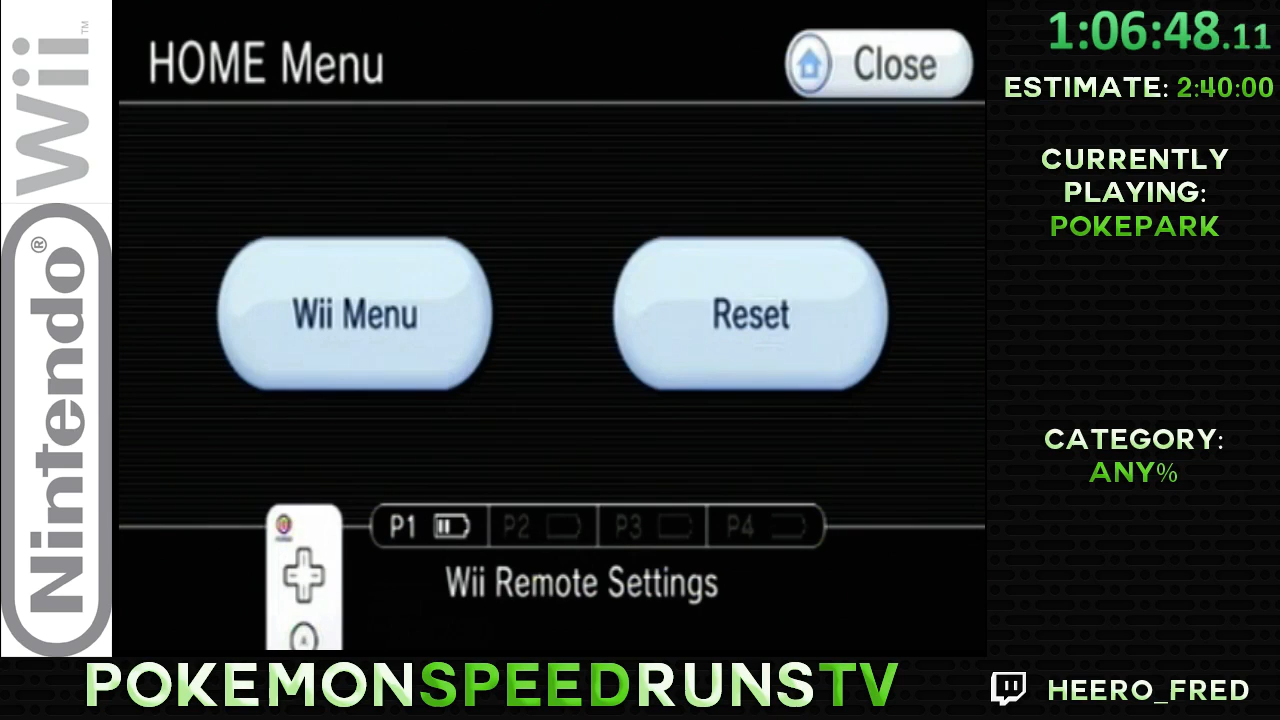 Nintendo® Wii™
HOME Menu
Close
Wii Menu
Reset
P1 P2 P3 P4
Wii Remote Settings
1:06:48.11
ESTIMATE: 2:40:00
CURRENTLY
PLAYING:
POKEPARK
CATEGORY:
ANY%
POKEMONSPEEDRUNSTV
HEERO_FRED